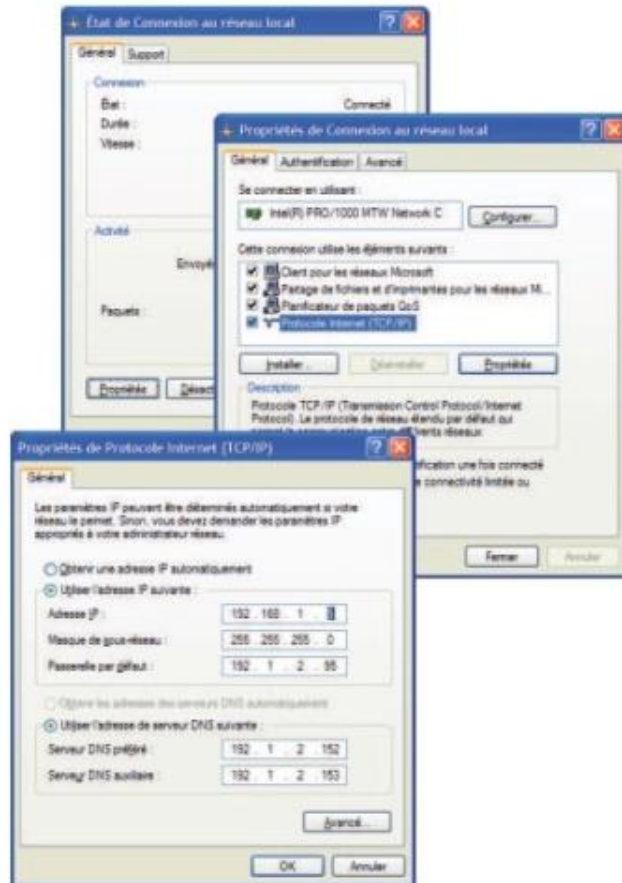 État de Connexion au réseau local
Général Support
Connexion
État : Connecté
Durée :
Vitesse :
Activité
Envoyé
Paquets :
Propriétés Désact
Propriétés de Connexion au réseau local
Général Authentification Avancé
Se connecter en utilisant :
Intel(R) PRO/1000 MTW Network C Configurer...
Cette connexion utilise les éléments suivants :
Client pour les réseaux Microsoft
Partage de fichiers et d'imprimantes pour les réseaux Mi...
Planificateur de paquets QoS
Protocole Internet (TCP/IP)
Installer... Désinstaller Propriétés
Description
Protocole TCP/IP (Transmission Control Protocol/Internet
Protocol). Le protocole de réseau étendu par défaut qui
différents réseaux.
ification une fois connecté
e connectivité limitée ou
Fermer Annuler
Propriétés de Protocole Internet (TCP/IP)
Général
Les paramètres IP peuvent être déterminés automatiquement si votre
réseau le permet. Sinon, vous devez demander les paramètres IP
appropriés à votre administrateur réseau.
Obtenir une adresse IP automatiquement
Utiliser l'adresse IP suivante :
Adresse IP : 192 . 168 . 1 .
Masque de sous-réseau : 255 . 255 . 255 . 0
Passerelle par défaut : 192 . 1 . 2 . 95
Obtenir les adresses des serveurs DNS automatiquement
Utiliser l'adresse de serveur DNS suivante :
Serveur DNS préféré : 192 . 1 . 2 . 152
Serveur DNS auxiliaire : 192 . 1 . 2 . 153
Avancé...
OK Annuler